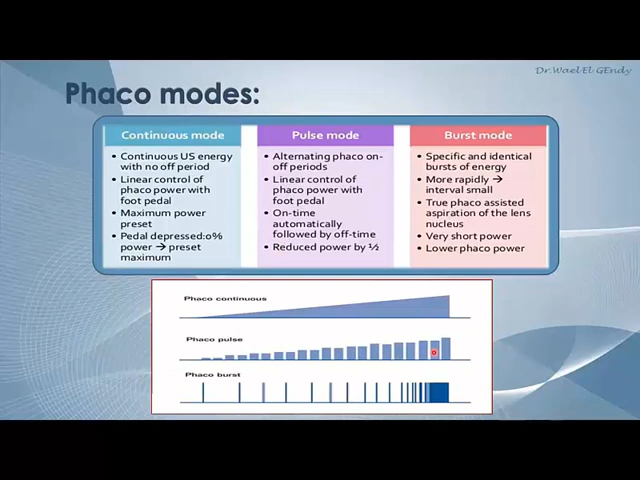 Dr.Wael El GEndy
Phaco modes:
Continuous mode
• Continuous US energy
with no off period
• Linear control of
phaco power with
foot pedal
• Maximum power
preset
• Pedal depressed:0%
power → preset
maximum
Pulse mode
• Alternating phaco on-
off periods
• Linear control of
phaco power with
foot pedal
• On-time
automatically
followed by off-time
• Reduced power by ½
Burst mode
• Specific and identical
bursts of energy
• More rapidly →
interval small
• True phaco assisted
aspiration of the lens
nucleus
• Very short power
• Lower phaco power
Phaco continuous
Phaco pulse
Phaco burst